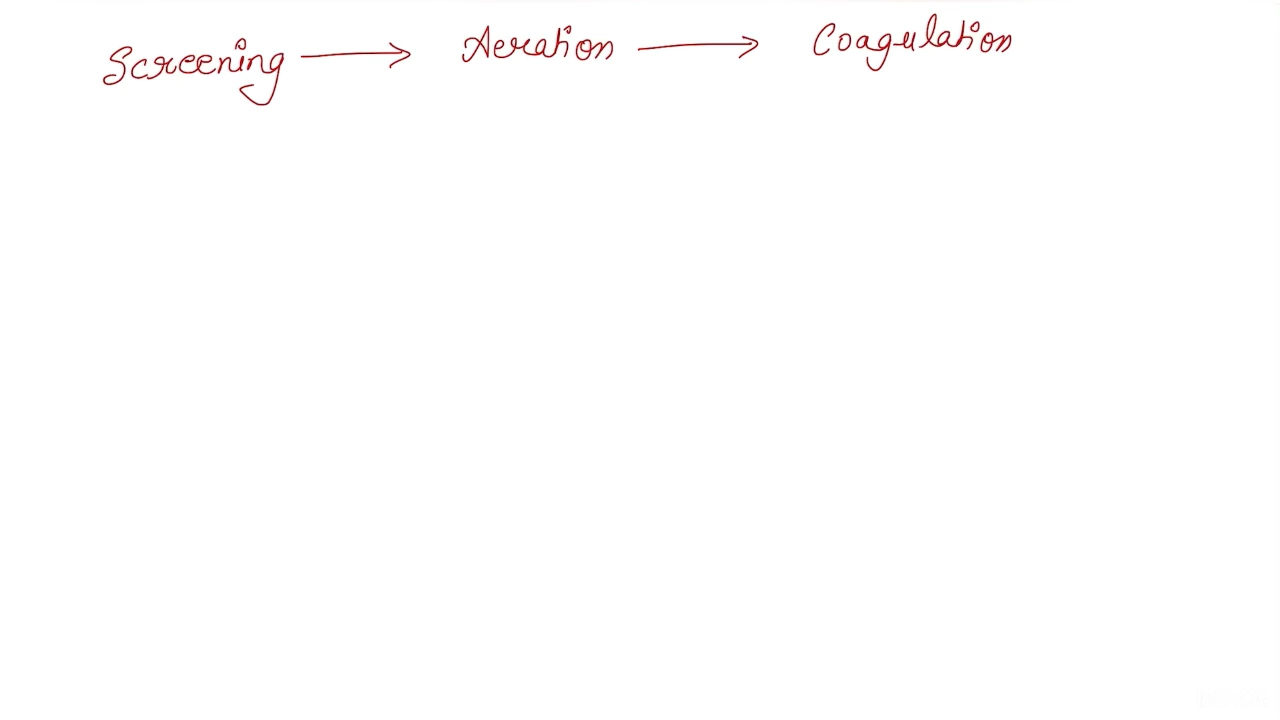 Screening → Aeration → Coagulation